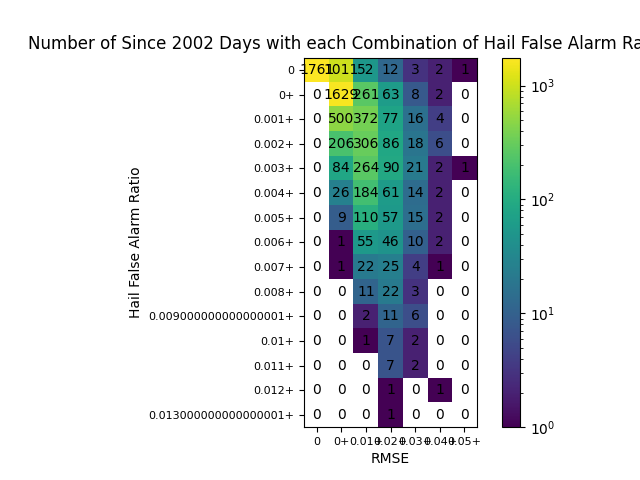 Number of Since 2002 Days with each Combination of Hail False Alarm Ra
Hail False Alarm Ratio
0 1761 1011 52 12 3 2 1
0+ 0 1629 261 63 8 2 0
0.001+ 0 500 372 77 16 4 0
0.002+ 0 206 306 86 18 6 0
0.003+ 0 84 264 90 21 2 1
0.004+ 0 26 184 61 14 2 0
0.005+ 0 9 110 57 15 2 0
0.006+ 0 1 55 46 10 2 0
0.007+ 0 1 22 25 4 1 0
0.008+ 0 0 11 22 3 0 0
0.009000000000000001+ 0 0 2 11 6 0 0
0.01+ 0 0 1 7 2 0 0
0.011+ 0 0 0 7 2 0 0
0.012+ 0 0 0 1 0 1 0
0.013000000000000001+ 0 0 0 1 0 0 0
0 0+ 0.01+ 0.02+ 0.03+ 0.04+ 0.05+
RMSE
10³
10²
10¹
10⁰